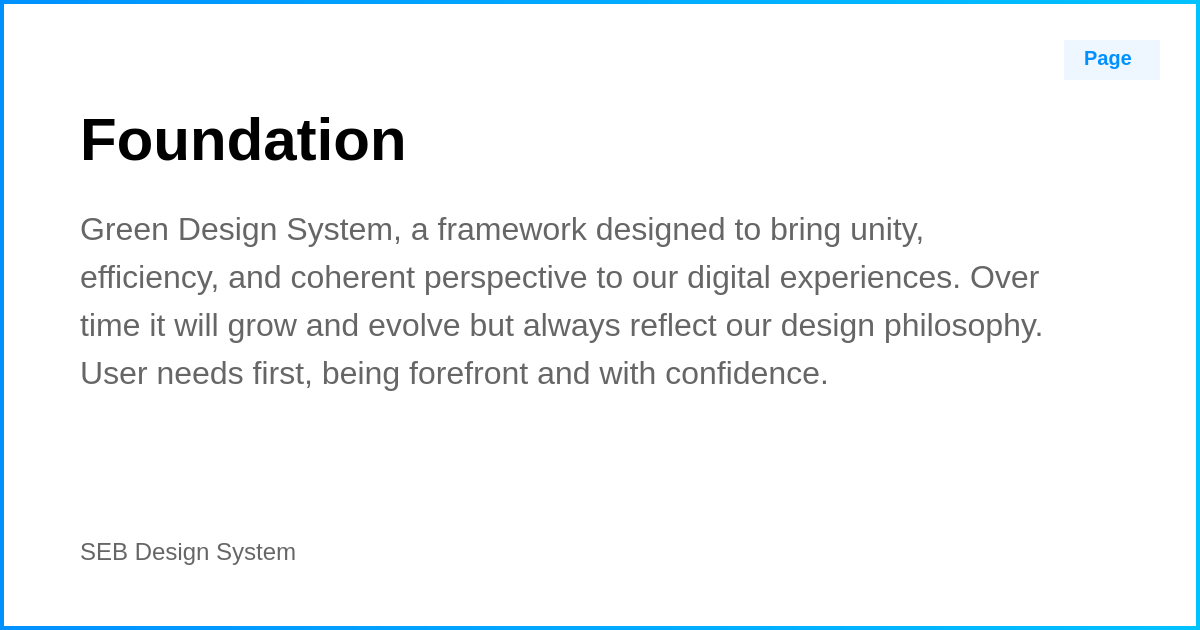 Page
Foundation
Green Design System, a framework designed to bring unity,
efficiency, and coherent perspective to our digital experiences. Over
time it will grow and evolve but always reflect our design philosophy.
User needs first, being forefront and with confidence.
SEB Design System